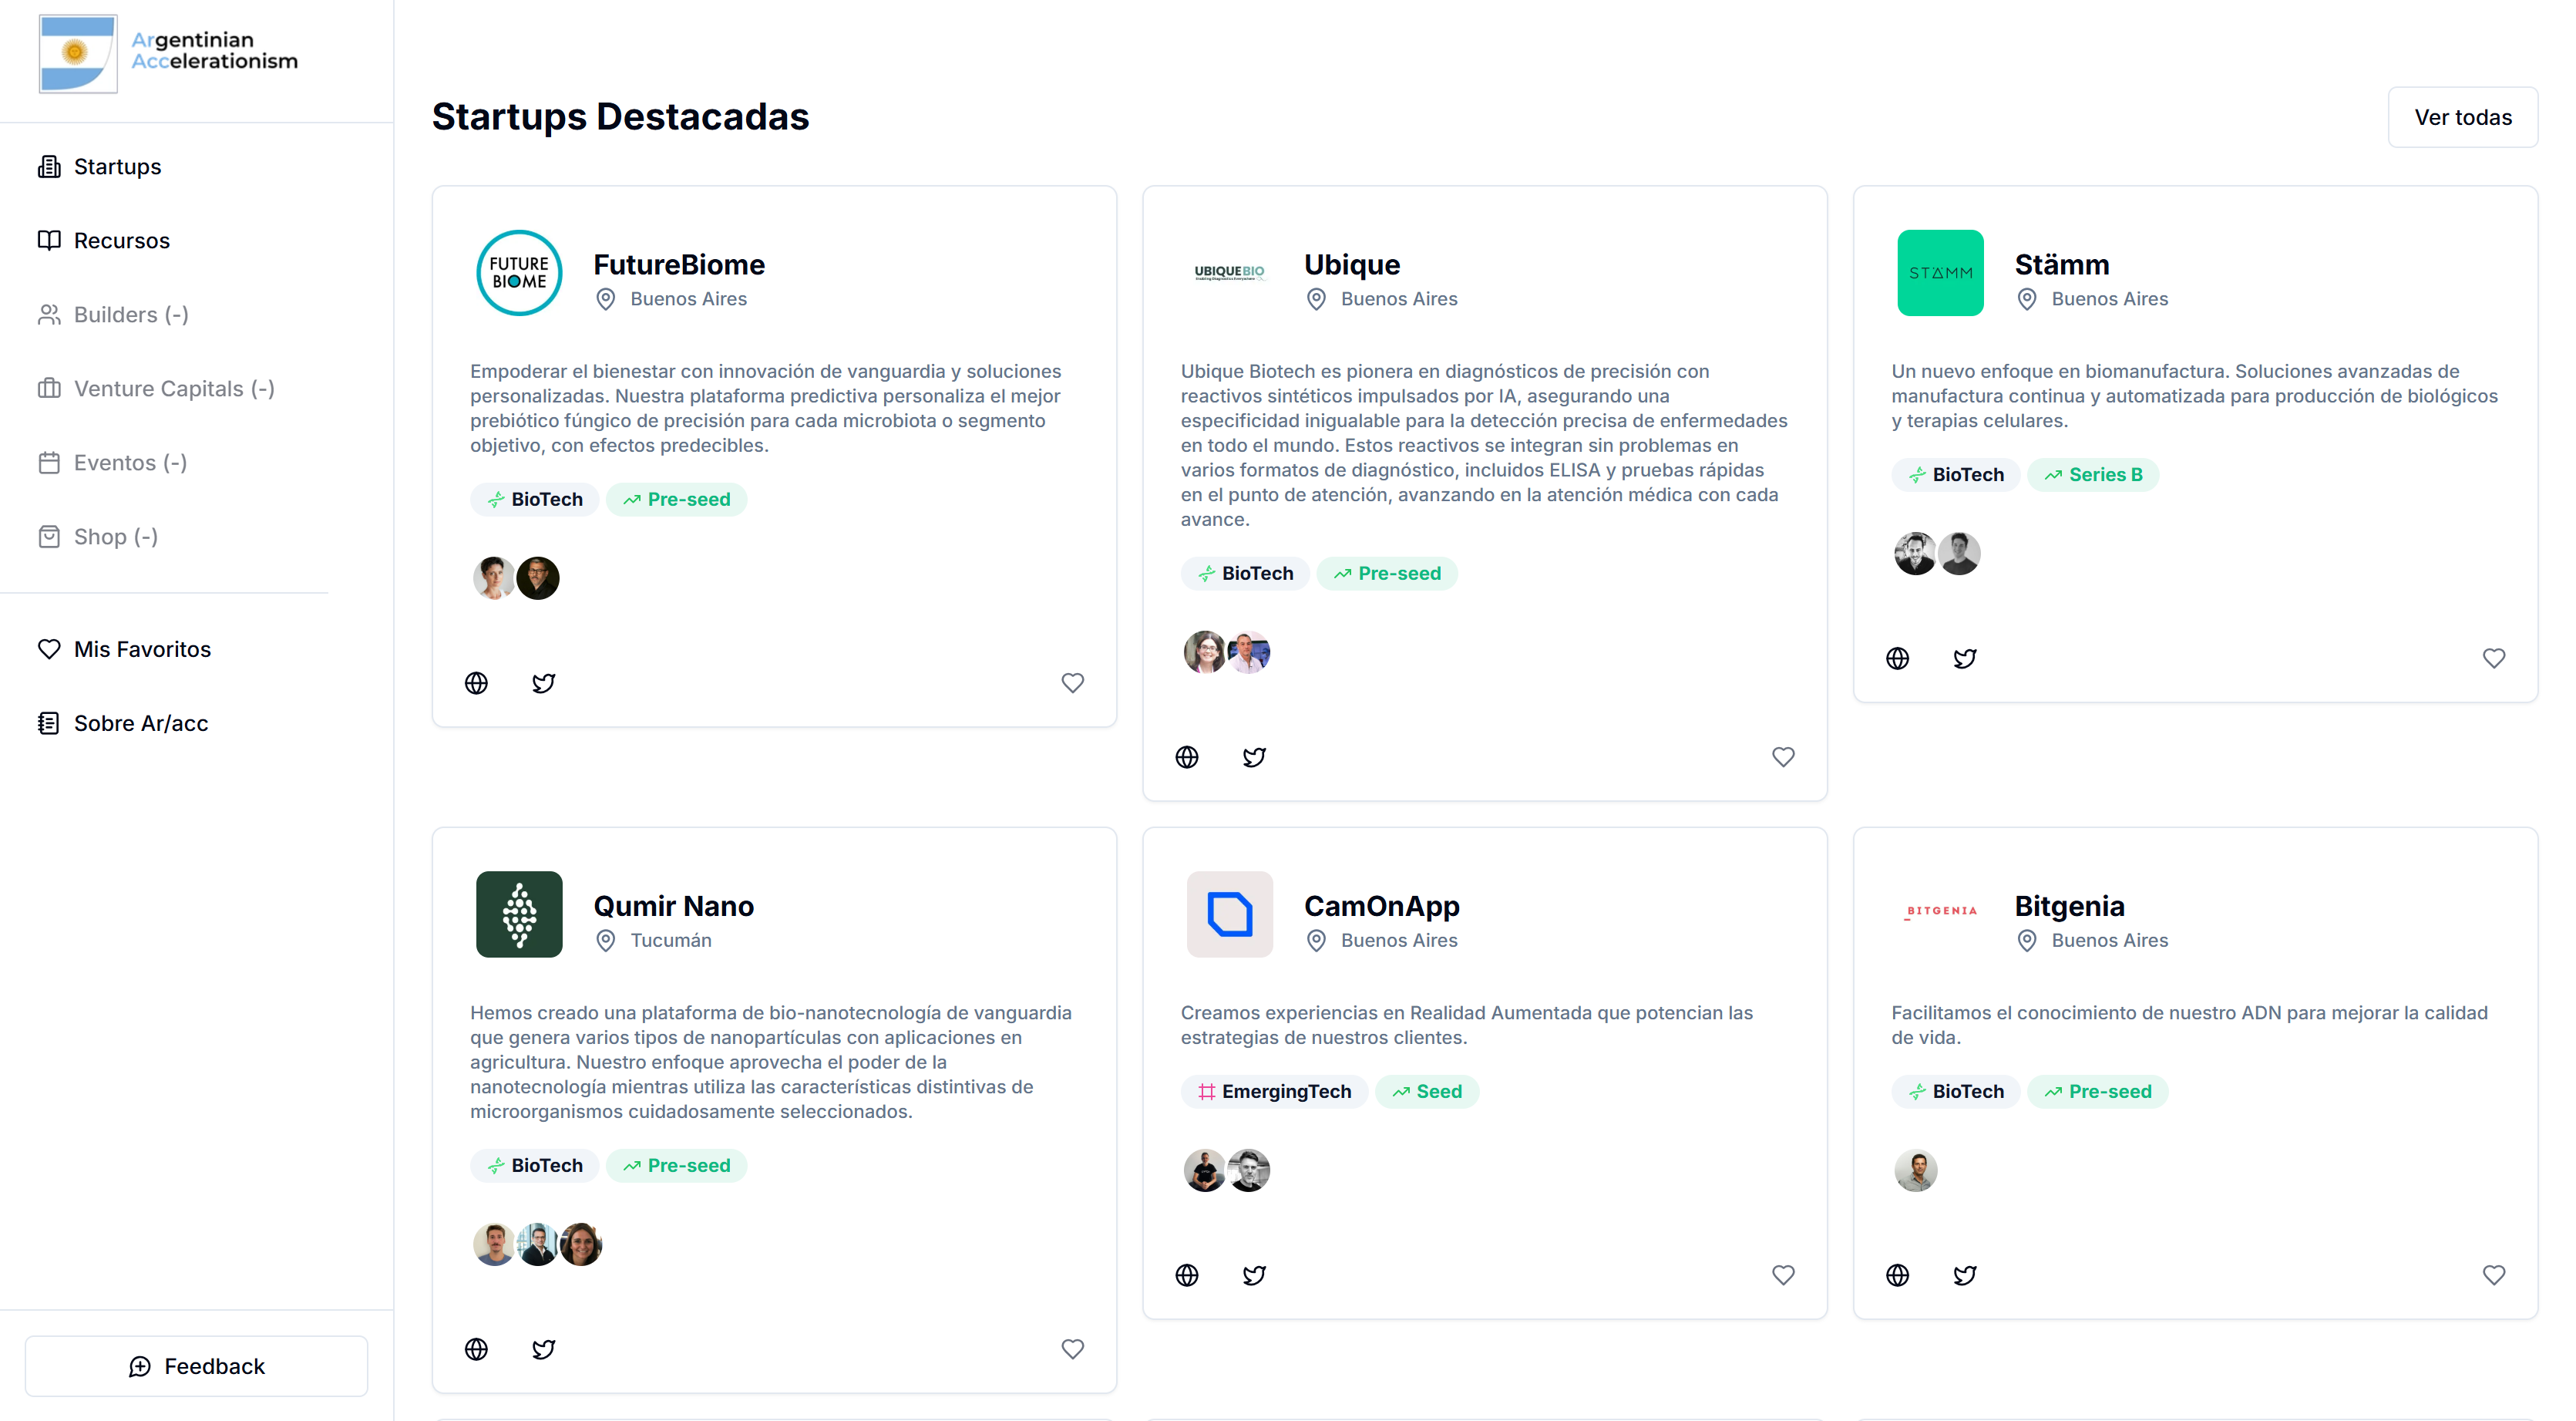 Argentinian
Accelerationism
Startups
Recursos
Builders (-)
Venture Capitals (-)
Eventos (-)
Shop (-)
Mis Favoritos
Sobre Ar/acc
Feedback
Startups Destacadas
Ver todas
FUTURE
BIOME
FutureBiome
Buenos Aires
Empoderar el bienestar con innovación de vanguardia y soluciones
personalizadas. Nuestra plataforma predictiva personaliza el mejor
prebiótico fúngico de precisión para cada microbiota o segmento
objetivo, con efectos predecibles.
BioTech
Pre-seed
UBIQUEBIO
Ubique
Buenos Aires
Ubique Biotech es pionera en diagnósticos de precisión con
reactivos sintéticos impulsados por IA, asegurando una
especificidad inigualable para la detección precisa de enfermedades
en todo el mundo. Estos reactivos se integran sin problemas en
varios formatos de diagnóstico, incluidos ELISA y pruebas rápidas
en el punto de atención, avanzando en la atención médica con cada
avance.
BioTech
Pre-seed
STÄMM
Stämm
Buenos Aires
Un nuevo enfoque en biomanufactura. Soluciones avanzadas de
manufactura continua y automatizada para producción de biológicos
y terapias celulares.
BioTech
Series B
Qumir Nano
Tucumán
Hemos creado una plataforma de bio-nanotecnología de vanguardia
que genera varios tipos de nanopartículas con aplicaciones en
agricultura. Nuestro enfoque aprovecha el poder de la
nanotecnología mientras utiliza las características distintivas de
microorganismos cuidadosamente seleccionados.
BioTech
Pre-seed
CamOnApp
Buenos Aires
Creamos experiencias en Realidad Aumentada que potencian las
estrategias de nuestros clientes.
EmergingTech
Seed
_BITGENIA
Bitgenia
Buenos Aires
Facilitamos el conocimiento de nuestro ADN para mejorar la calidad
de vida.
BioTech
Pre-seed